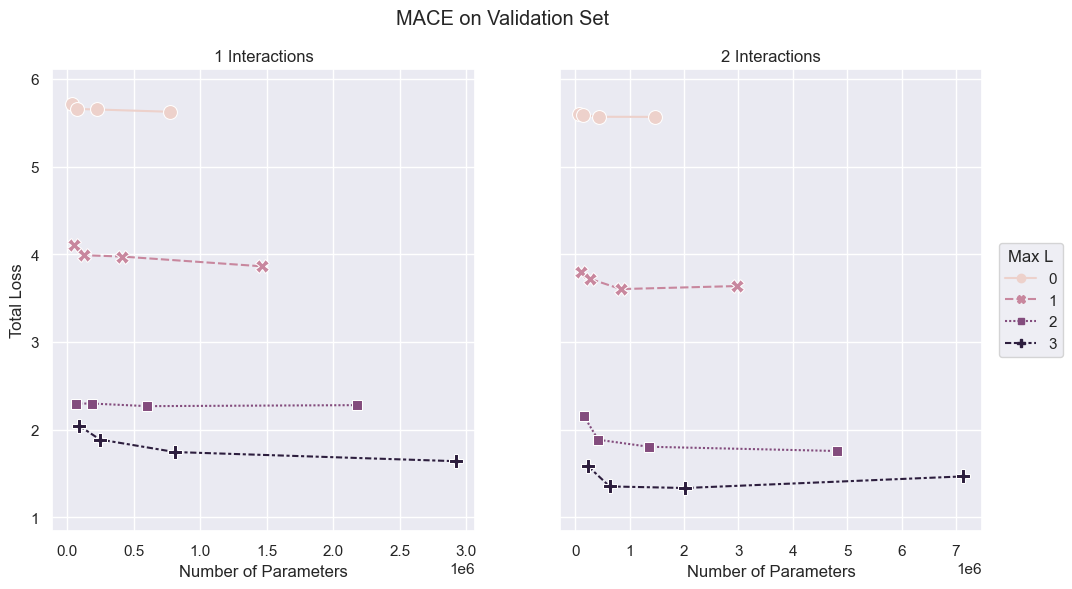 MACE on Validation Set
1 Interactions
2 Interactions
6
5
4
3
2
1
Total Loss
0.0 0.5 1.0 1.5 2.0 2.5 3.0
1e6
Number of Parameters
0 1 2 3 4 5 6 7
1e6
Number of Parameters
Max L
0
1
2
3